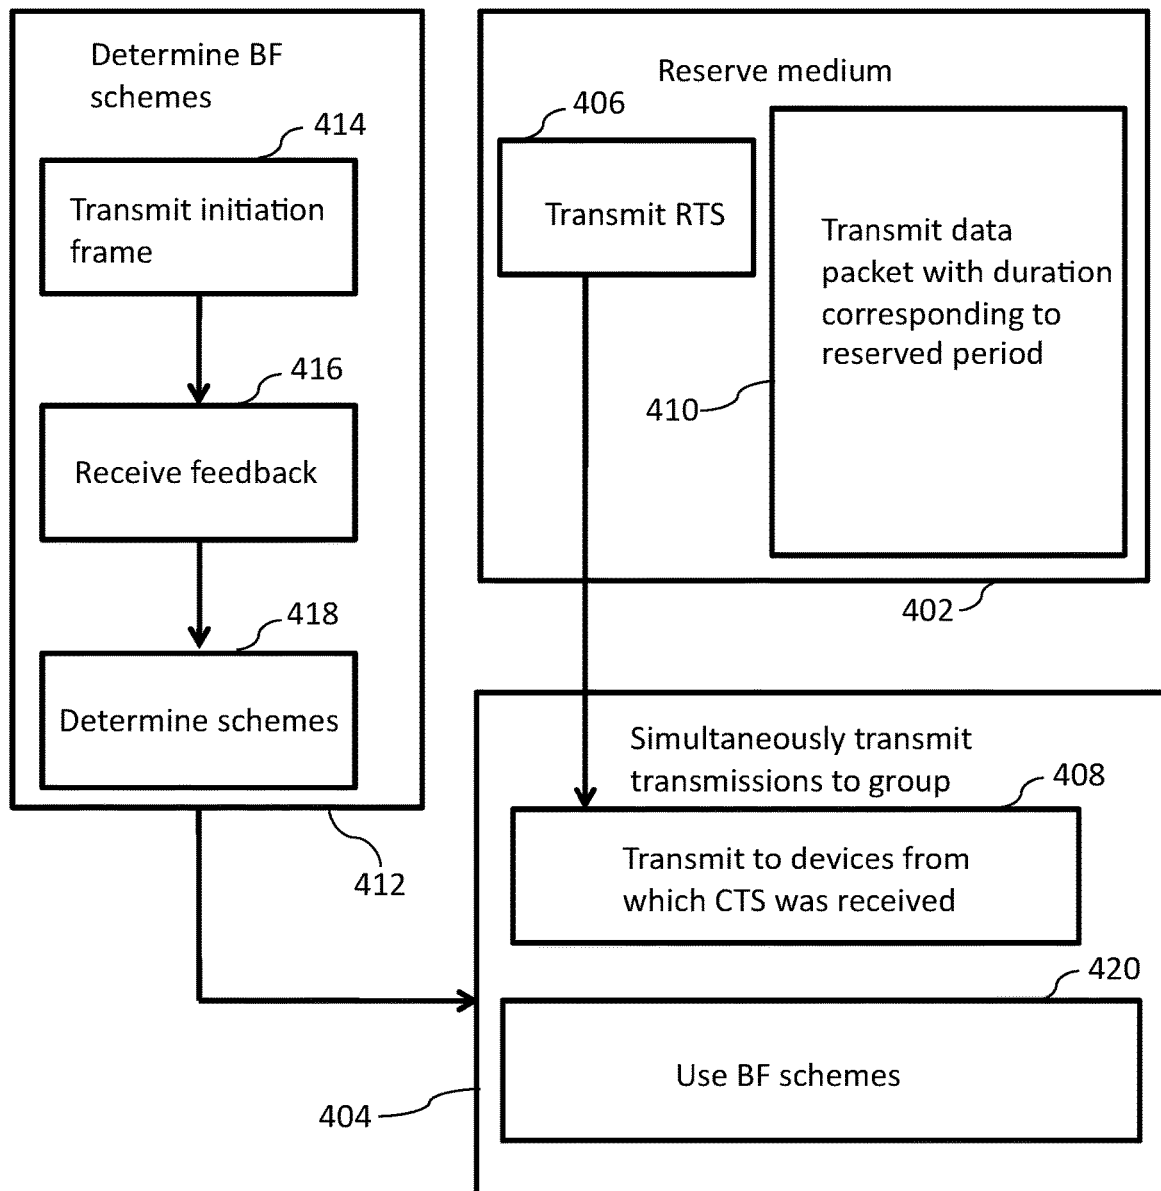 Determine BF
schemes
414
Transmit initiation
frame
416
Receive feedback
418
Determine schemes
412
Reserve medium
406
Transmit RTS
Transmit data
packet with duration
corresponding to
reserved period
410
402
Simultaneously transmit
transmissions to group
408
Transmit to devices from
which CTS was received
420
Use BF schemes
404